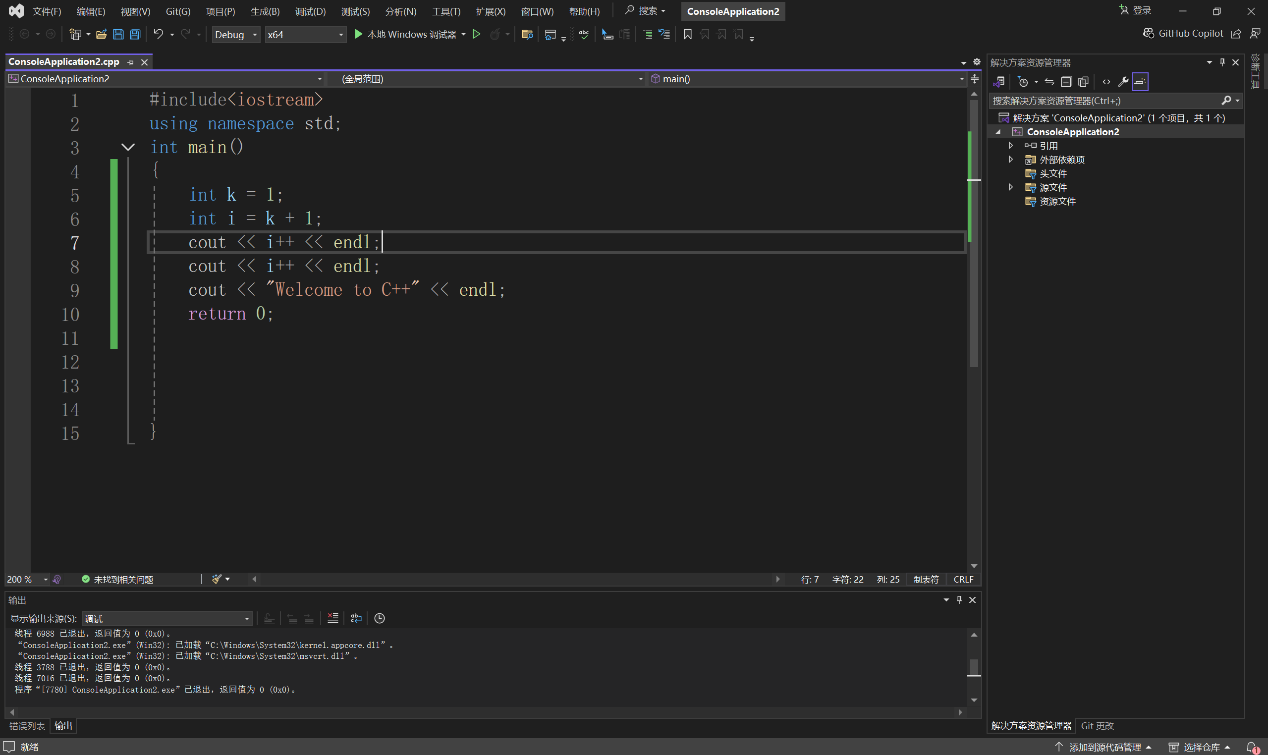 文件(F) 编辑(E) 视图(V) Git(G) 项目(P) 生成(B) 调试(D) 测试(S) 分析(N) 工具(T) 扩展(X) 窗口(W) 帮助(H) 搜索 ConsoleApplication2 登录
Debug x64 本地 Windows 调试器 GitHub Copilot
ConsoleApplication2.cpp
ConsoleApplication2 (全局范围) main()
1 #include<iostream>
2 using namespace std;
3 int main()
4 {
5 int k = 1;
6 int i = k + 1;
7 cout << i++ << endl;
8 cout << i++ << endl;
9 cout << "Welcome to C++" << endl;
10 return 0;
11
12
13
14
15 }
200 % 未找到相关问题 行: 7 字符: 22 列: 25 制表符 CRLF
输出
显示输出来源(S): 调试
线程 6988 已退出，返回值为 0 (0x0)。
“ConsoleApplication2.exe”(Win32): 已加载“C:\Windows\System32\kernel.appcore.dll”。
“ConsoleApplication2.exe”(Win32): 已加载“C:\Windows\System32\msvcrt.dll”。
线程 3788 已退出，返回值为 0 (0x0)。
线程 7016 已退出，返回值为 0 (0x0)。
程序“[7780] ConsoleApplication2.exe”已退出，返回值为 0 (0x0)。
错误列表 输出
解决方案资源管理器
搜索解决方案资源管理器(Ctrl+;)
解决方案 'ConsoleApplication2' (1 个项目，共 1 个)
ConsoleApplication2
引用
外部依赖项
头文件
源文件
资源文件
解决方案资源管理器 Git 更改
诊断工具
就绪 添加到源代码管理 选择仓库 1